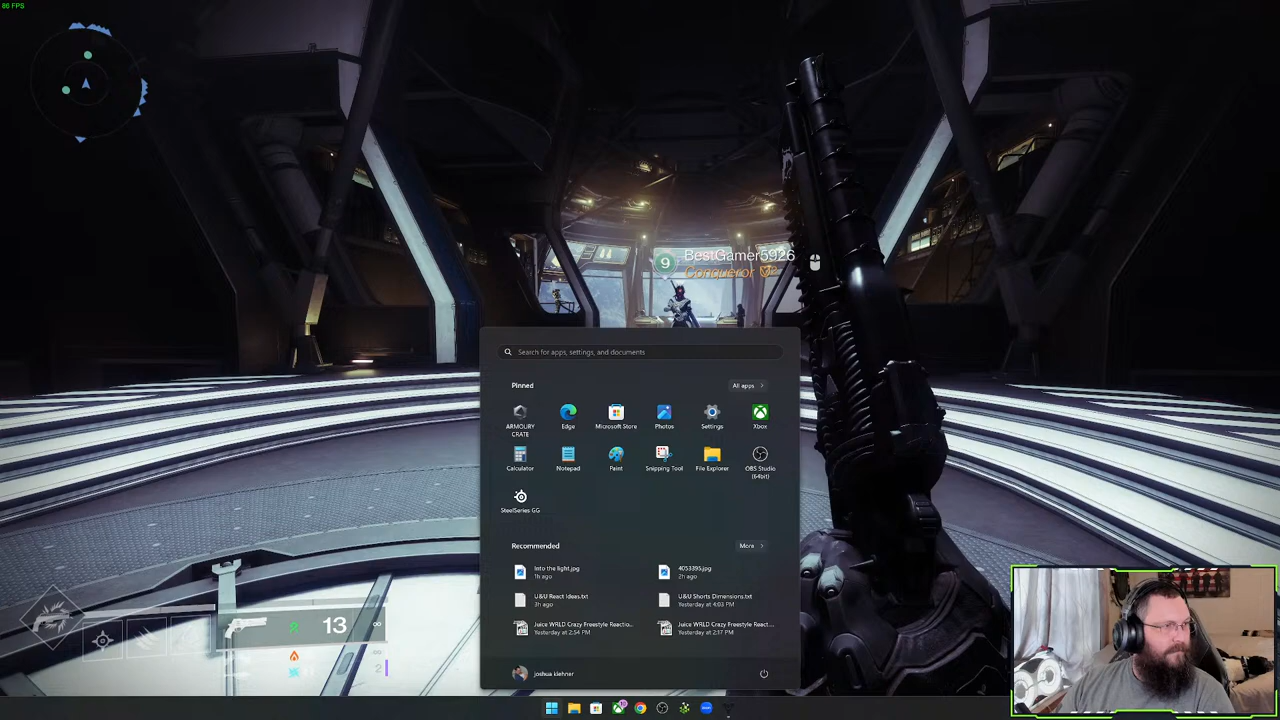 86 FPS
9 BestGamer5926
Conqueror
Search for apps, settings, and documents
Pinned
All apps
ARMOURY CRATE
Edge
Microsoft Store
Photos
Settings
Xbox
Calculator
Notepad
Paint
Snipping Tool
File Explorer
OBS Studio (64bit)
SteelSeries GG
Recommended
More
Into the light.jpg
1h ago
4053395.jpg
2h ago
U&U React Ideas.txt
3h ago
U&U Shorts Dimensions.txt
Yesterday at 4:03 PM
Juice WRLD Crazy Freestyle Reactio...
Yesterday at 2:54 PM
Juice WRLD Crazy Freestyle React...
Yesterday at 2:17 PM
13
2
joshua kiehner